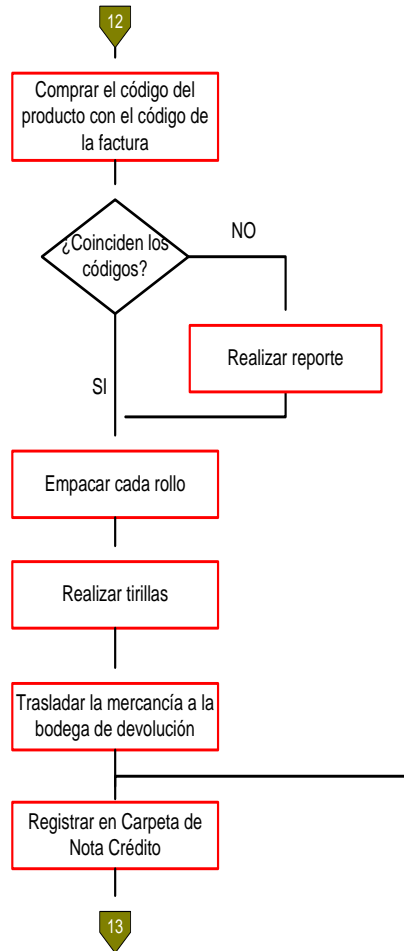 12
Comprar el código del
producto con el código de
la factura
¿Coinciden los
códigos?
NO
Realizar reporte
SI
Empacar cada rollo
Realizar tirillas
Trasladar la mercancía a la
bodega de devolución
Registrar en Carpeta de
Nota Crédito
13